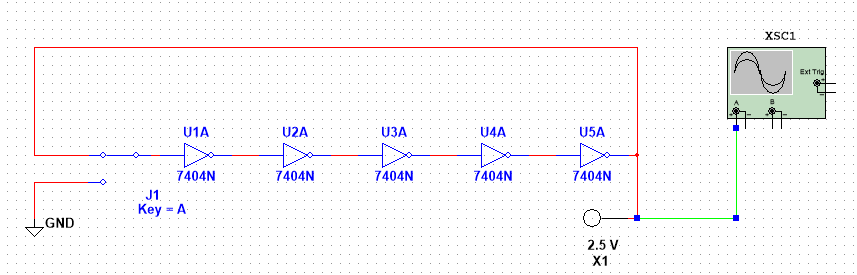 XSC1
Ext Trig
+
−
A
B
+ − + −
U1A U2A U3A U4A U5A
7404N 7404N 7404N 7404N 7404N
J1
Key = A
GND
2.5 V
X1